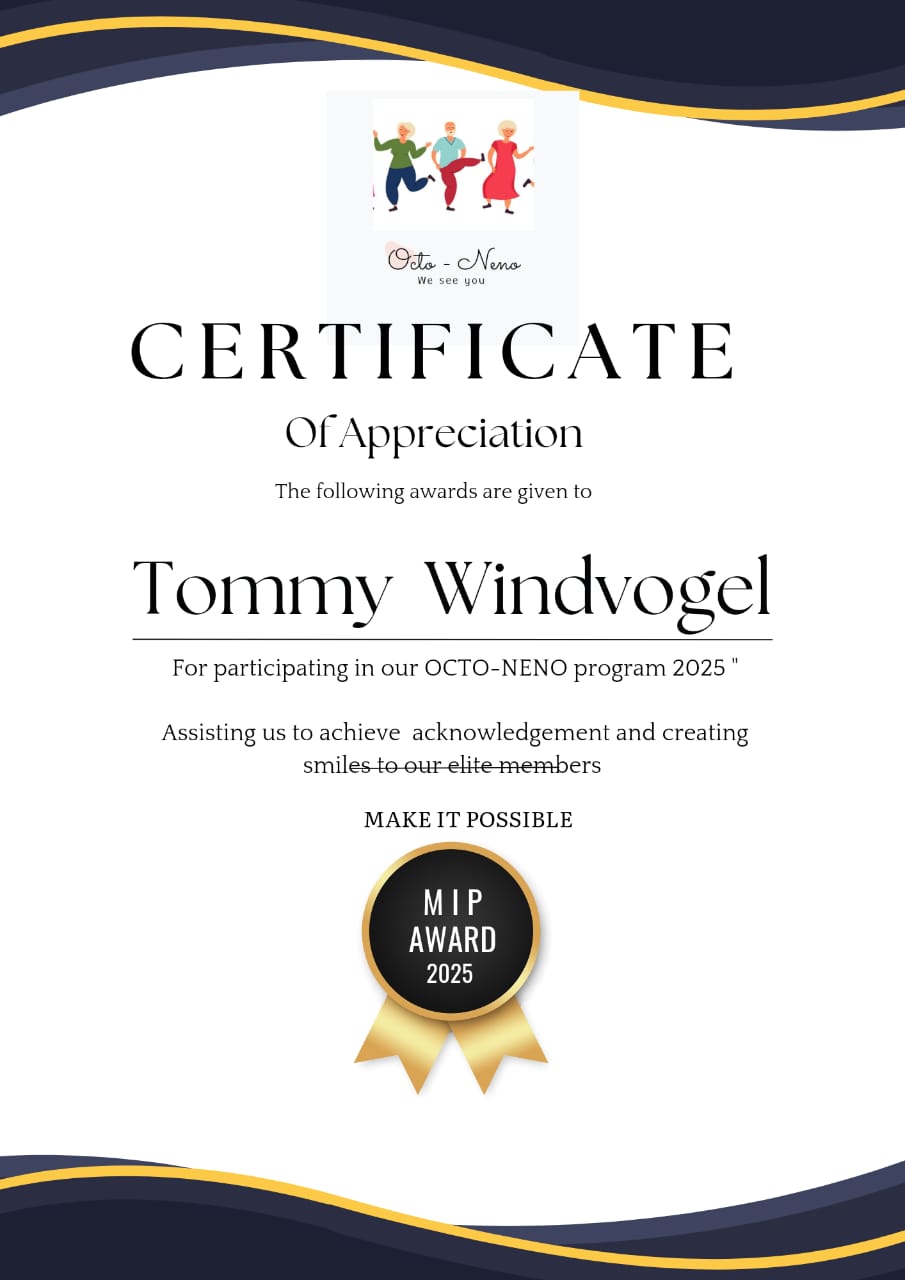 Octo - Neno
We see you
CERTIFICATE
Of Appreciation
The following awards are given to
Tommy Windvogel
For participating in our OCTO-NENO program 2025 "
Assisting us to achieve  acknowledgement and creating
smiles to our elite members
MAKE IT POSSIBLE
M I P
AWARD
2025